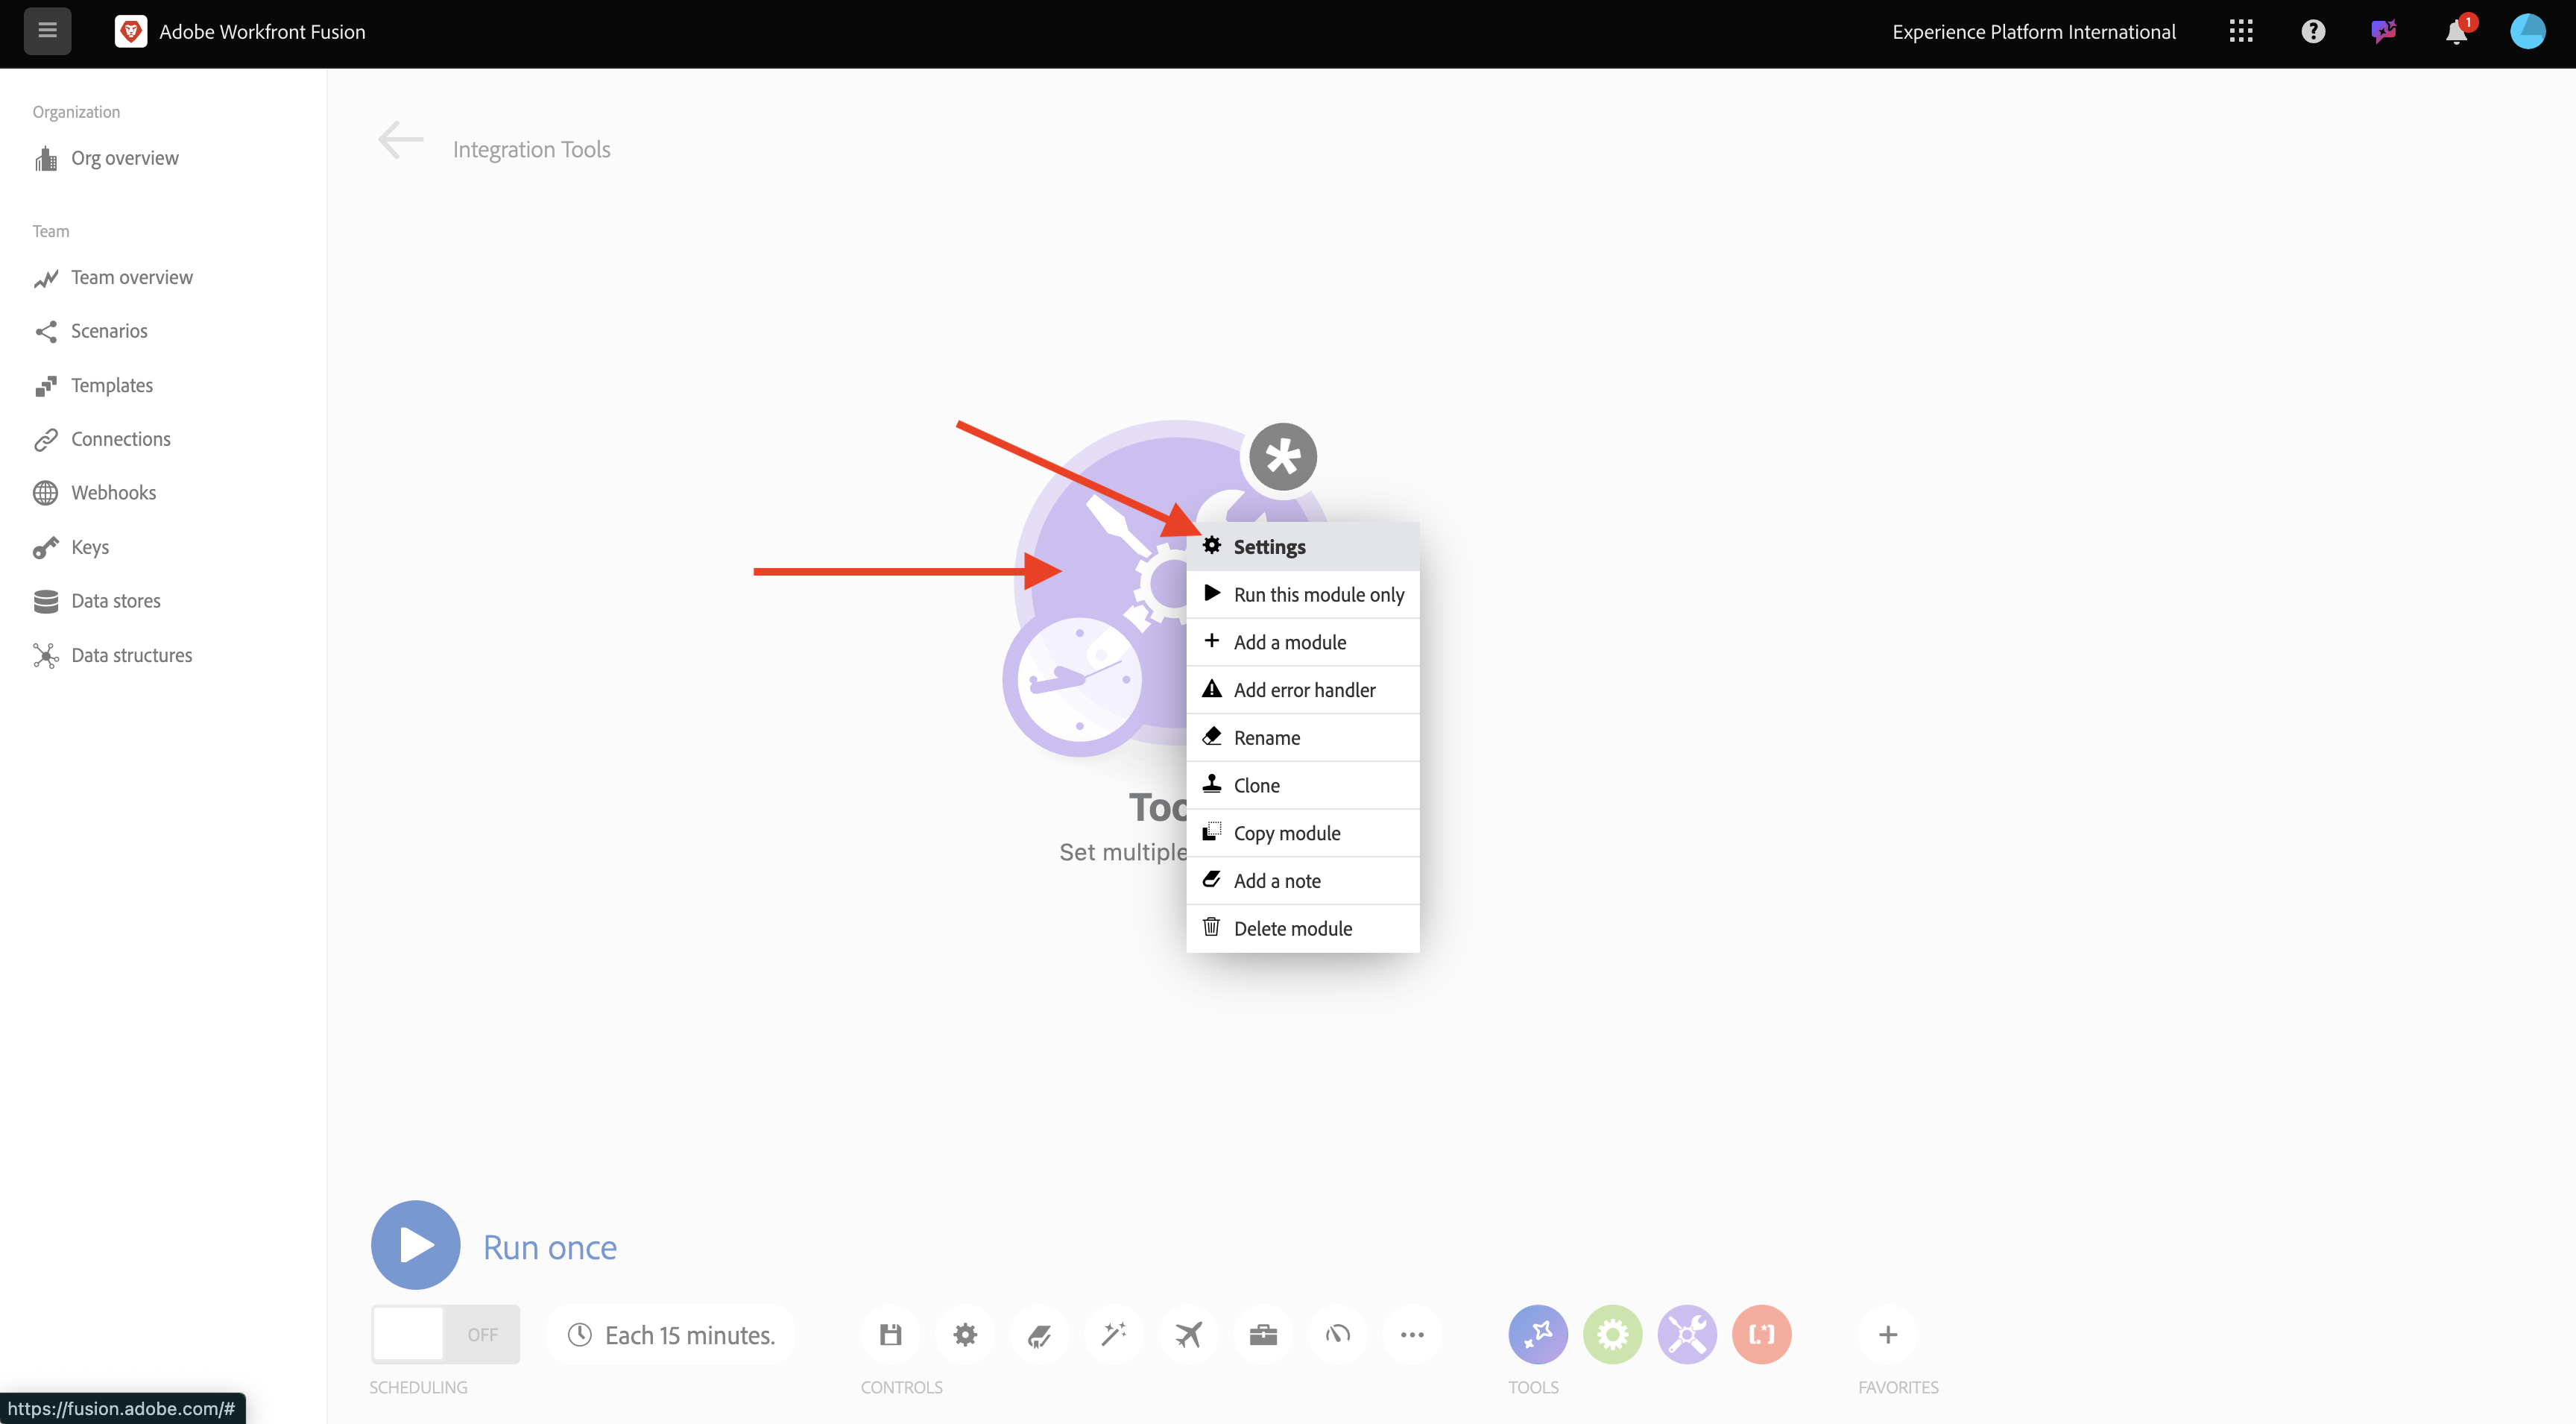 Adobe Workfront Fusion
Experience Platform International
1
Organization
Org overview
Team
Team overview
Scenarios
Templates
Connections
Webhooks
Keys
Data stores
Data structures
Integration Tools
Settings
Run this module only
Add a module
Add error handler
Rename
Clone
Copy module
Add a note
Delete module
Too
Set multiple
Run once
OFF
Each 15 minutes.
SCHEDULING
CONTROLS
TOOLS
FAVORITES
https://fusion.adobe.com/#